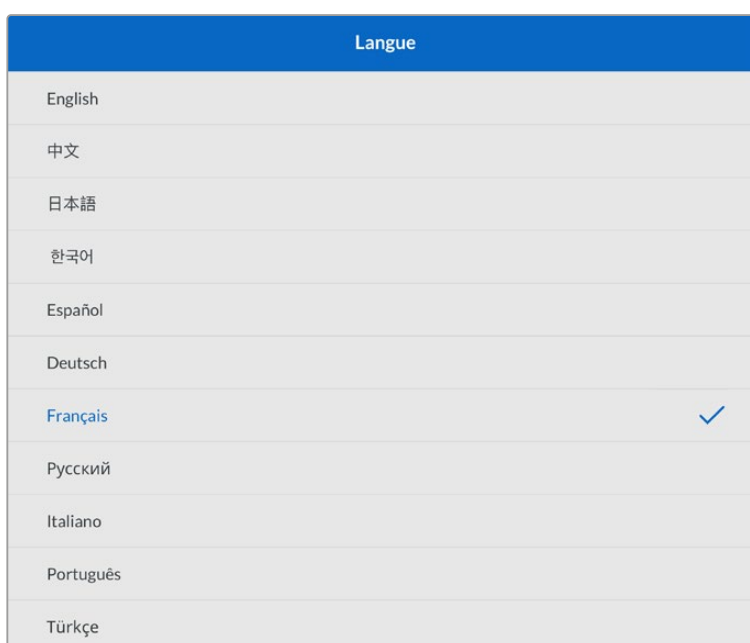 Langue
English
中文
日本語
한국어
Español
Deutsch
Français
Русский
Italiano
Português
Türkçe